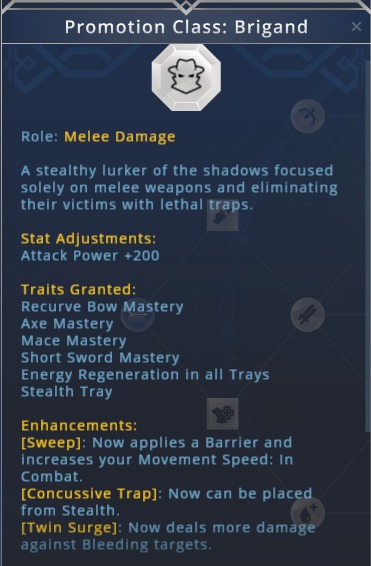 Promotion Class: Brigand
Role: Melee Damage
A stealthy lurker of the shadows focused
solely on melee weapons and eliminating
their victims with lethal traps.
Stat Adjustments:
Attack Power +200
Traits Granted:
Recurve Bow Mastery
Axe Mastery
Mace Mastery
Short Sword Mastery
Energy Regeneration in all Trays
Stealth Tray
Enhancements:
[Sweep]: Now applies a Barrier and
increases your Movement Speed: In
Combat.
[Concussive Trap]: Now can be placed
from Stealth.
[Twin Surge]: Now deals more damage
against Bleeding targets.